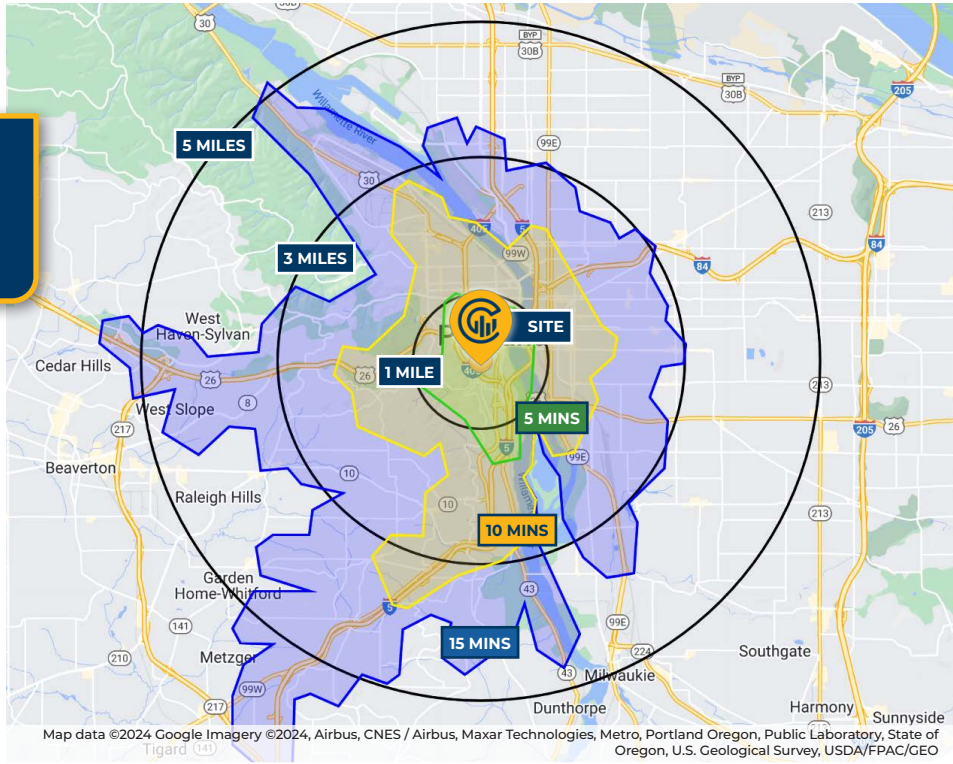 30B
30
BYP
30B
BYP
30B
205
Willamette River
5 MILES
99E
30
213
405
5
99W
84
3 MILES
84
West
Haven-Sylvan
SITE
Cedar Hills
26
1 MILE
405
213
26
8
West Slope
5 MINS
205
26
217
5
99E
Beaverton
10
Raleigh Hills
10
213
10 MINS
Garden
Home-Whitford
43
5
99E
141
15 MINS
224
Southgate
210
Metzger
43
Milwaukie
99W
217
Dunthorpe
Harmony
213
Sunnyside
Map data ©2024 Google Imagery ©2024, Airbus, CNES / Airbus, Maxar Technologies, Metro, Portland Oregon, Public Laboratory, State of
Oregon, U.S. Geological Survey, USDA/FPAC/GEO
141
Tigard